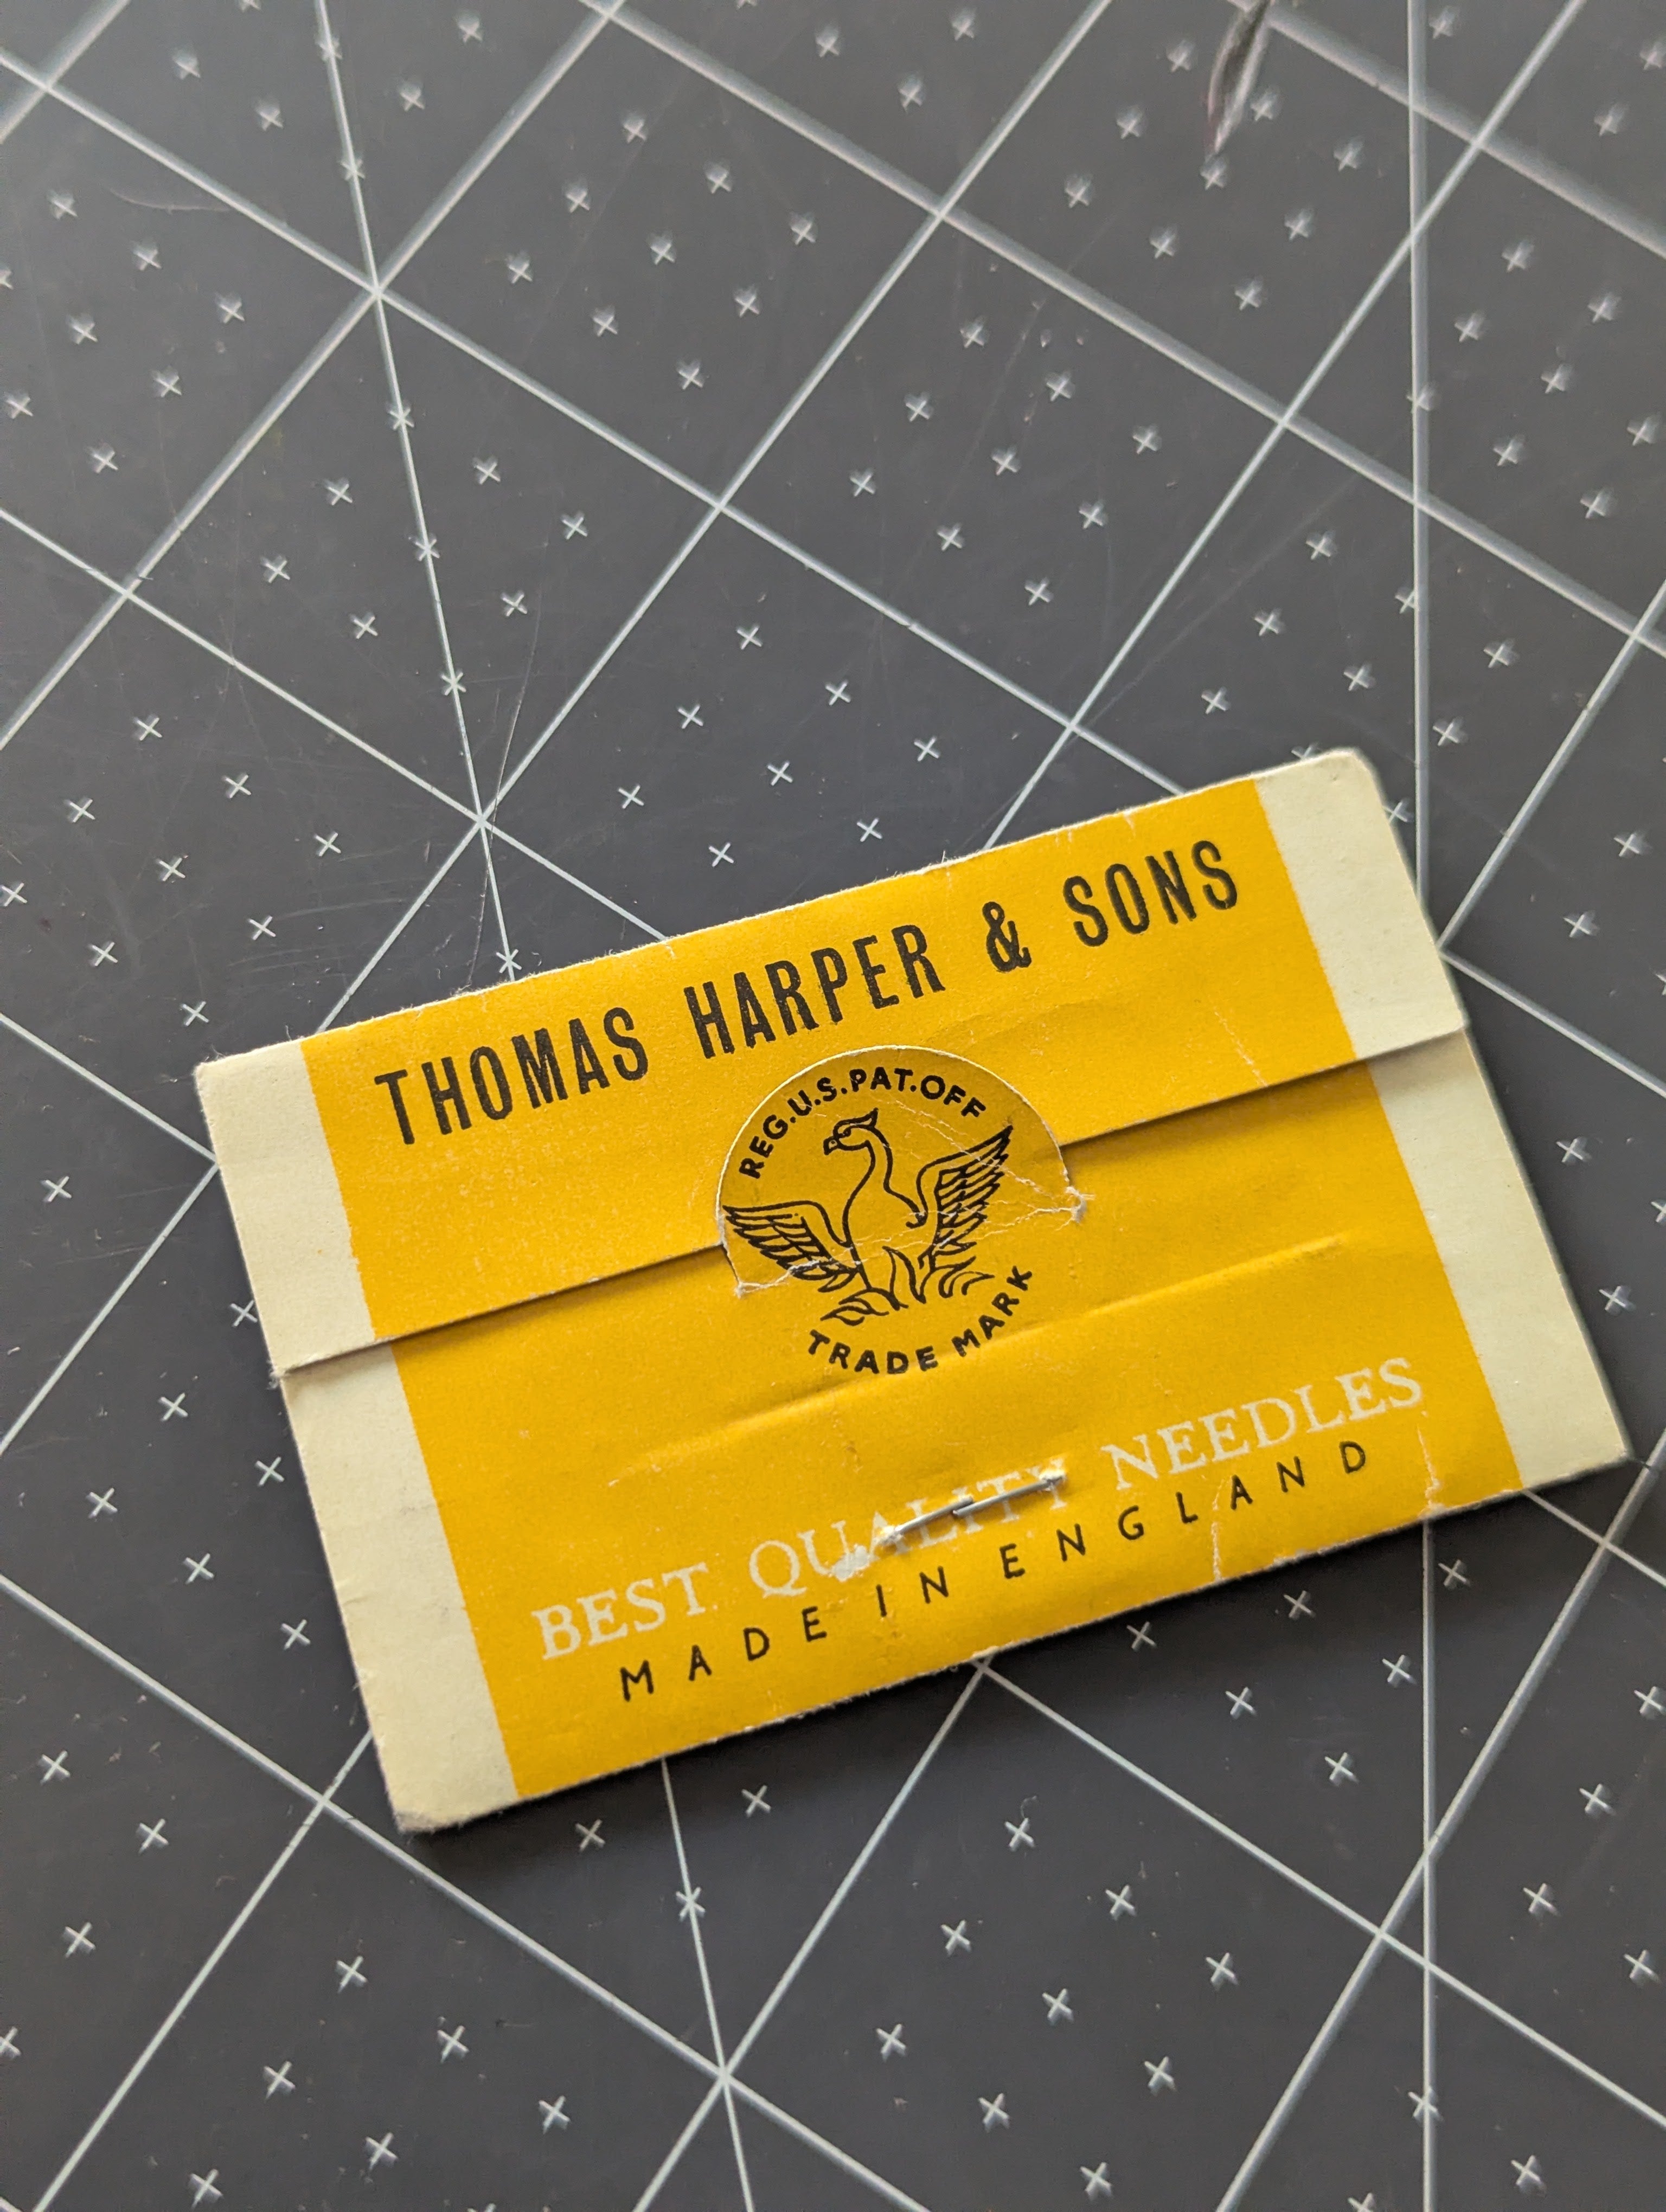 THOMAS HARPER & SONS
REG.U.S.PAT.OFF
TRADE MARK
BEST QUALITY NEEDLES
MADE IN ENGLAND